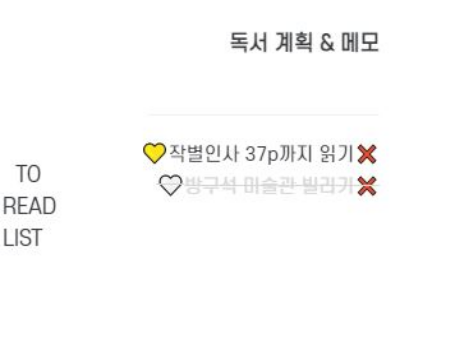 독서 계획 & 메모
💛작별인사 37p까지 읽기❌
🤍방구석 미술관 빌리기❌
TO
READ
LIST